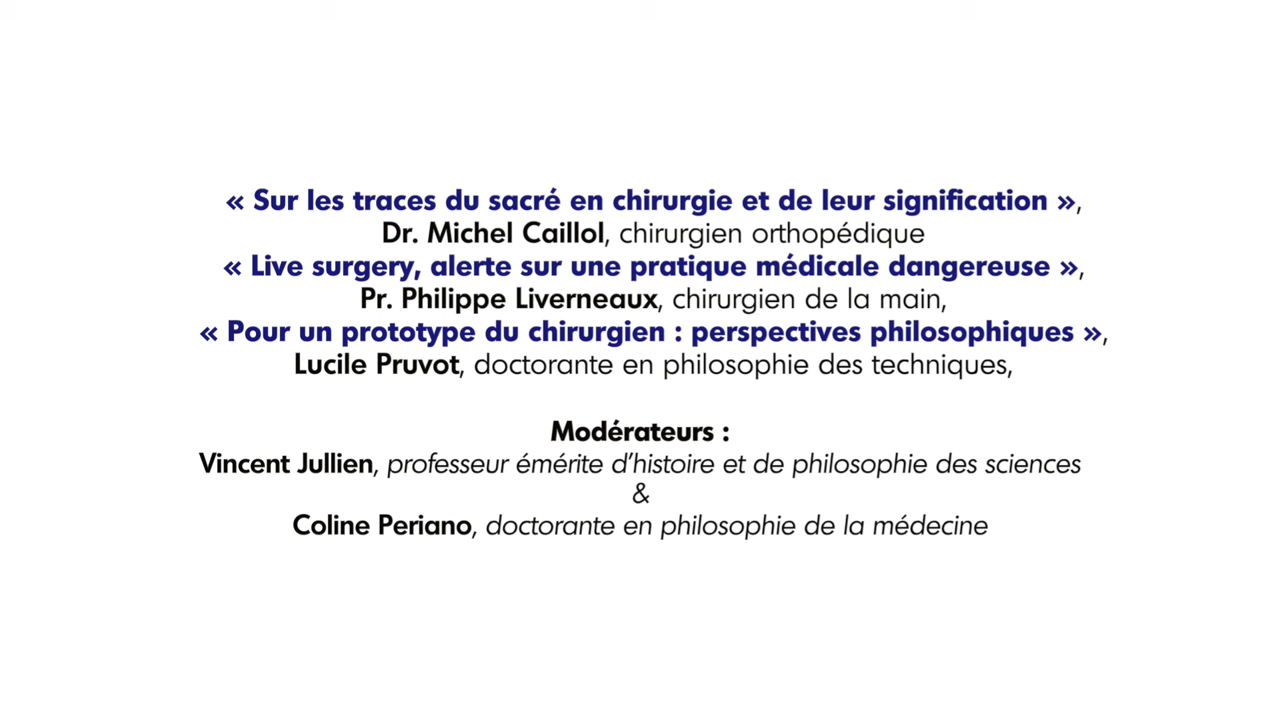 « Sur les traces du sacré en chirurgie et de leur signification »,
Dr. Michel Caillol, chirurgien orthopédique
« Live surgery, alerte sur une pratique médicale dangereuse »,
Pr. Philippe Liverneaux, chirurgien de la main,
« Pour un prototype du chirurgien : perspectives philosophiques »,
Lucile Pruvot, doctorante en philosophie des techniques,
Modérateurs :
Vincent Jullien, professeur émérite d’histoire et de philosophie des sciences
&
Coline Periano, doctorante en philosophie de la médecine